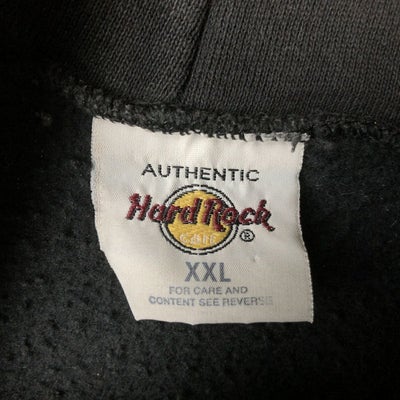 AUTHENTIC
Hard Rock
CAFE
®
XXL
FOR CARE AND
CONTENT SEE REVERSE